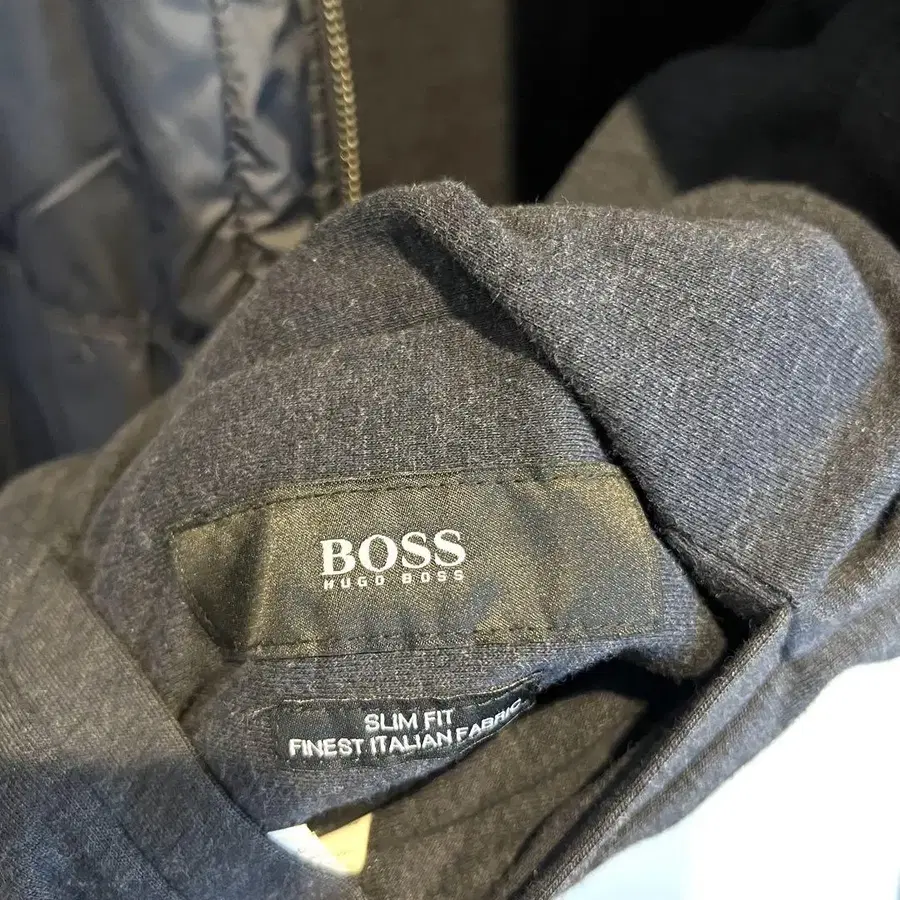 BOSS
HUGO BOSS
SLIM FIT
FINEST ITALIAN FABRIC